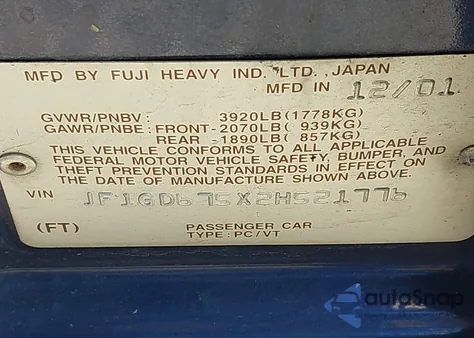 MFD BY FUJI HEAVY IND. LTD., JAPAN
MFD IN 12/01
GVWR/PNBV: 3920LB(1778KG)
GAWR/PNBE: FRONT-2070LB( 939KG)
REAR -1890LB( 857KG)
THIS VEHICLE CONFORMS TO ALL APPLICABLE
FEDERAL MOTOR VEHICLE SAFETY, BUMPER, AND
THEFT PREVENTION STANDARDS IN EFFECT ON
THE DATE OF MANUFACTURE SHOWN ABOVE.
VIN JF1GD675X2H521776
(FT) PASSENGER CAR
TYPE: PC/VT
autoSnap